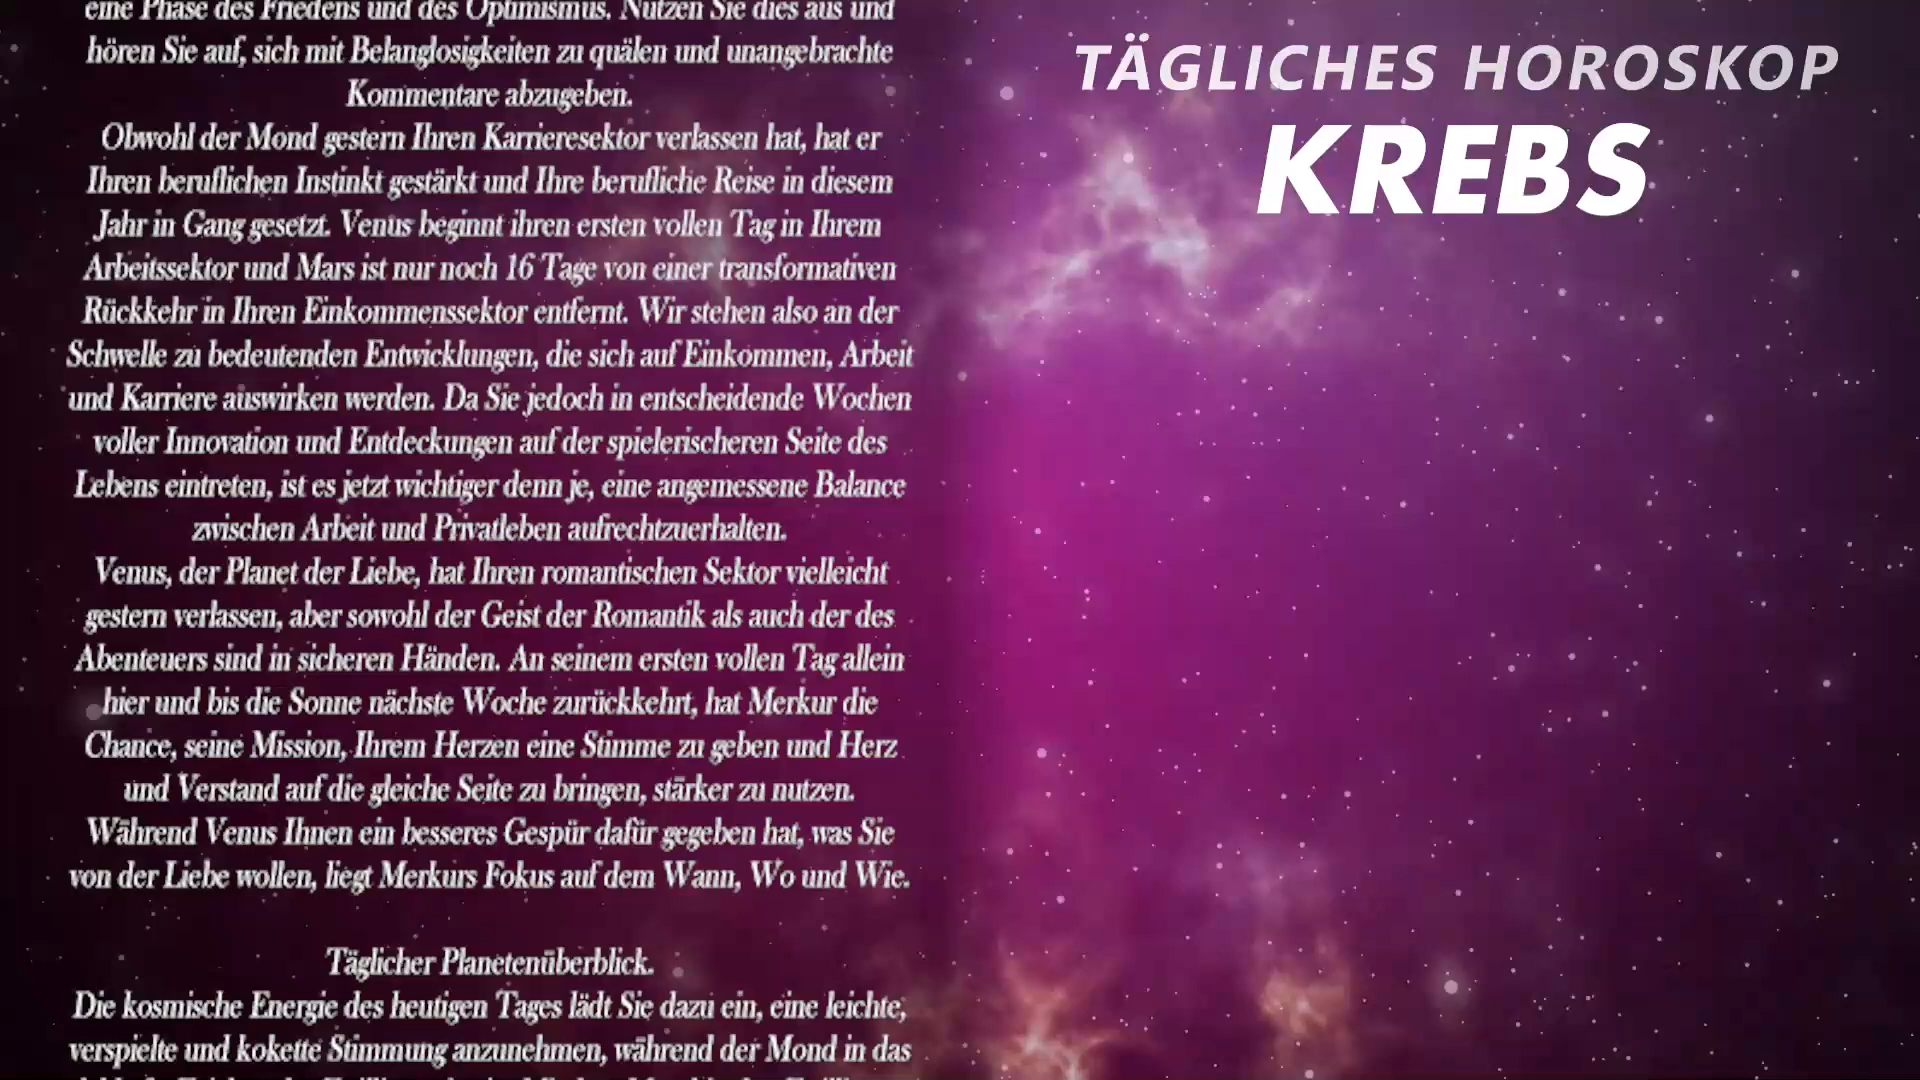 eine Phase des Friedens und des Optimismus. Nutzen Sie dies aus und
hören Sie auf, sich mit Belanglosigkeiten zu quälen und unangebrachte
Kommentare abzugeben.
Obwohl der Mond gestern Ihren Karrieresektor verlassen hat, hat er
Ihren beruflichen Instinkt gestärkt und Ihre berufliche Reise in diesem
Jahr in Gang gesetzt. Venus beginnt ihren ersten vollen Tag in Ihrem
Arbeitssektor und Mars ist nur noch 16 Tage von einer transformativen
Rückkehr in Ihren Einkommenssektor entfernt. Wir stehen also an der
Schwelle zu bedeutenden Entwicklungen, die sich auf Einkommen, Arbeit
und Karriere auswirken werden. Da Sie jedoch in entscheidende Wochen
voller Innovation und Entdeckungen auf der spielerischeren Seite des
Lebens eintreten, ist es jetzt wichtiger denn je, eine angemessene Balance
zwischen Arbeit und Privatleben aufrechtzuerhalten.
Venus, der Planet der Liebe, hat Ihren romantischen Sektor vielleicht
gestern verlassen, aber sowohl der Geist der Romantik als auch der des
Abenteuers sind in sicheren Händen. An seinem ersten vollen Tag allein
hier und bis die Sonne nächste Woche zurückkehrt, hat Merkur die
Chance, seine Mission, Ihrem Herzen eine Stimme zu geben und Herz
und Verstand auf die gleiche Seite zu bringen, stärker zu nutzen.
Während Venus Ihnen ein besseres Gespür dafür gegeben hat, was Sie
von der Liebe wollen, liegt Merkurs Fokus auf dem Wann, Wo und Wie.
Täglicher Planetenüberblick.
Die kosmische Energie des heutigen Tages lädt Sie dazu ein, eine leichte,
verspielte und kokette Stimmung anzunehmen, während der Mond in das
TÄGLICHES HOROSKOP
KREBS